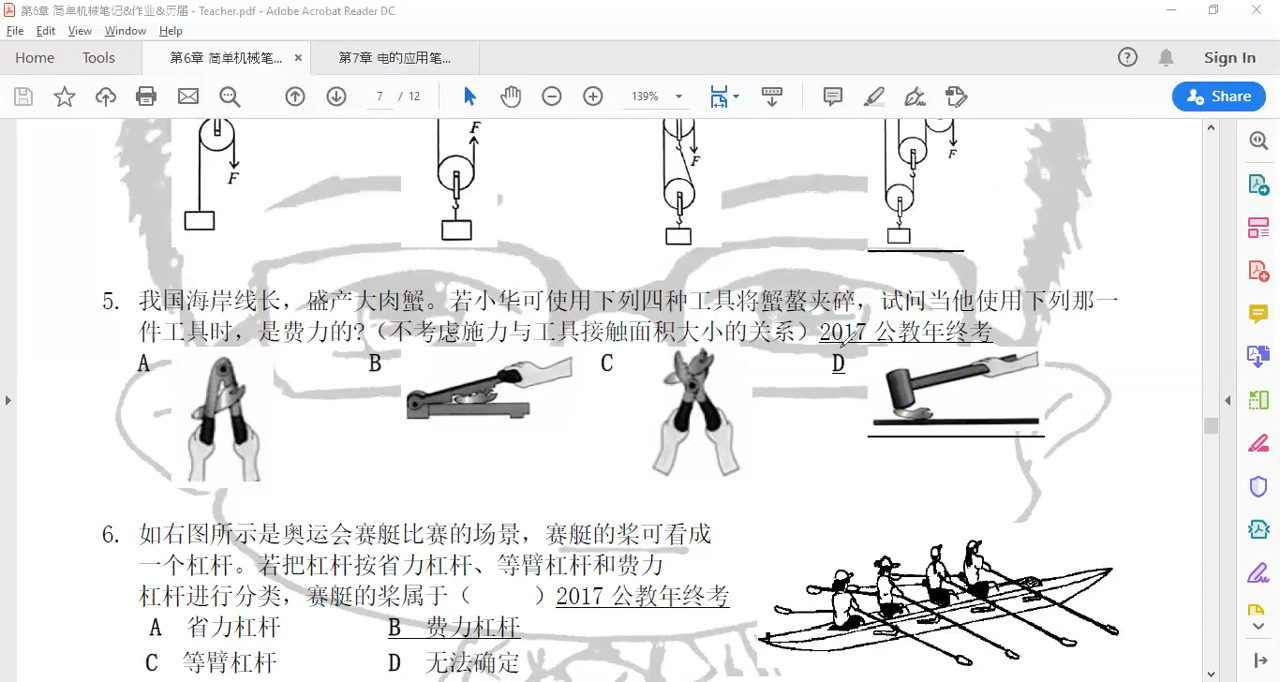 第6章 简单机械笔记&作业&历届 - Teacher.pdf - Adobe Acrobat Reader DC
File Edit View Window Help
Home Tools 第6章 简单机械笔... × 第7章 电的应用笔... Sign In
7 / 12 139% Share
F F F F
5. 我国海岸线长，盛产大肉蟹。若小华可使用下列四种工具将蟹螯夹碎，试问当他使用下列那一
件工具时，是费力的?（不考虑施力与工具接触面积大小的关系）2017 公教年终考
A B C D
6. 如右图所示是奥运会赛艇比赛的场景，赛艇的桨可看成
一个杠杆。若把杠杆按省力杠杆、等臂杠杆和费力
杠杆进行分类，赛艇的桨属于（ ）2017 公教年终考
A 省力杠杆 B 费力杠杆
C 等臂杠杆 D 无法确定